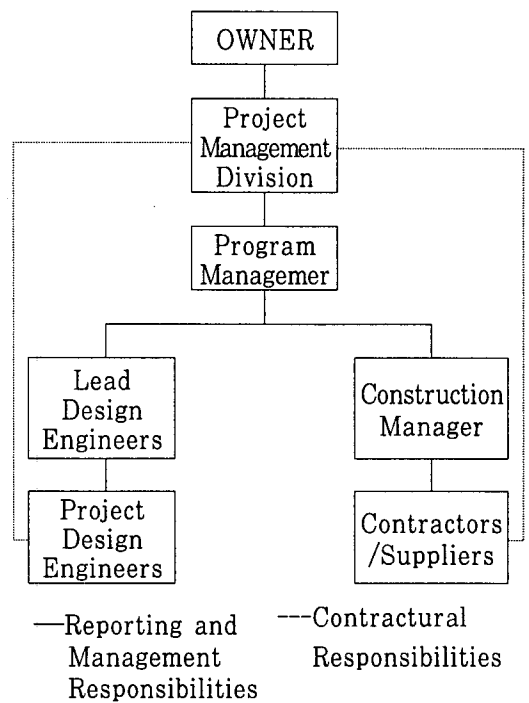 OWNER
Project
Management
Division
Program
Managemer
Lead
Design
Engineers
Construction
Manager
Project
Design
Engineers
Contractors
/Suppliers
—Reporting and
Management
Responsibilities
---Contractural
Responsibilities